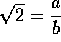 √2 = a/b